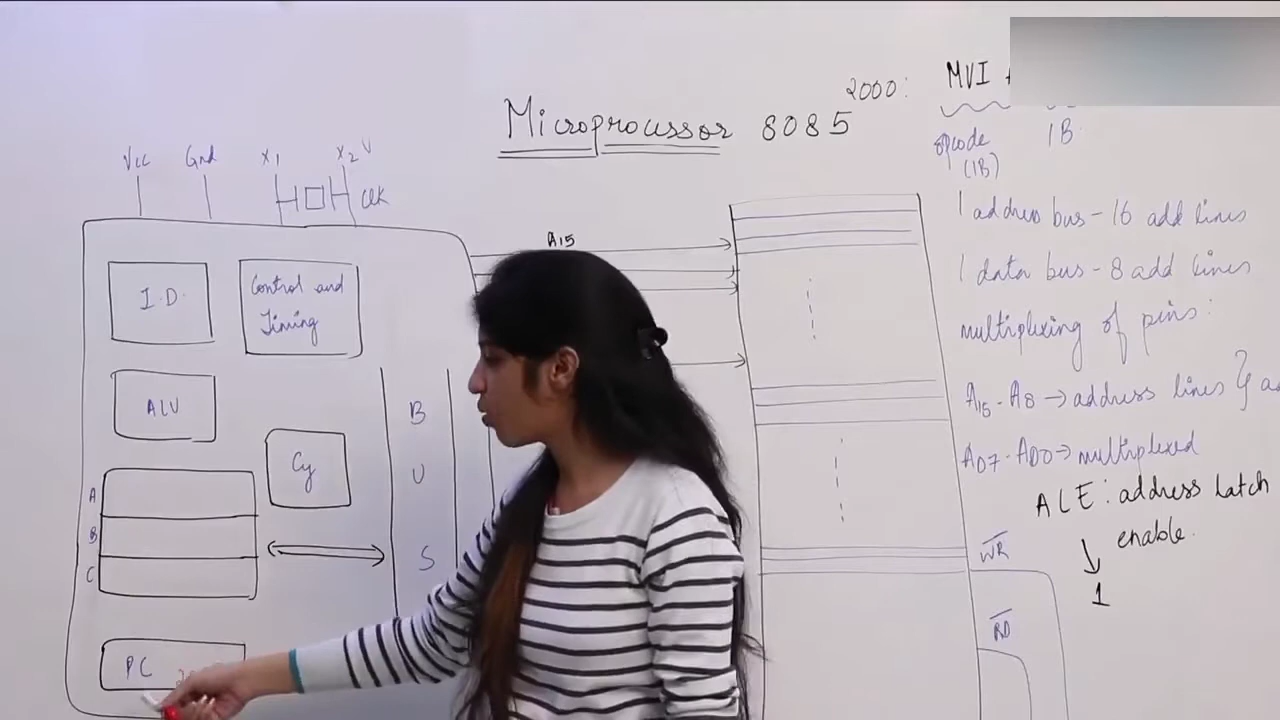 Microprocessor 8085
2000:
MVI
opcode
(1B)
1B
Vcc
Gnd
X1
X2
CLK
I.D.
Control and
Timing
ALU
Cy
A
B
C
PC
B
U
S
A15
1 address bus - 16 add lines
1 data bus - 8 add lines
multiplexing of pins:
A15 - A8 → address lines }
AD7 - AD0 → multiplexed
ALE: address latch
enable.
↓
1
WR
RD